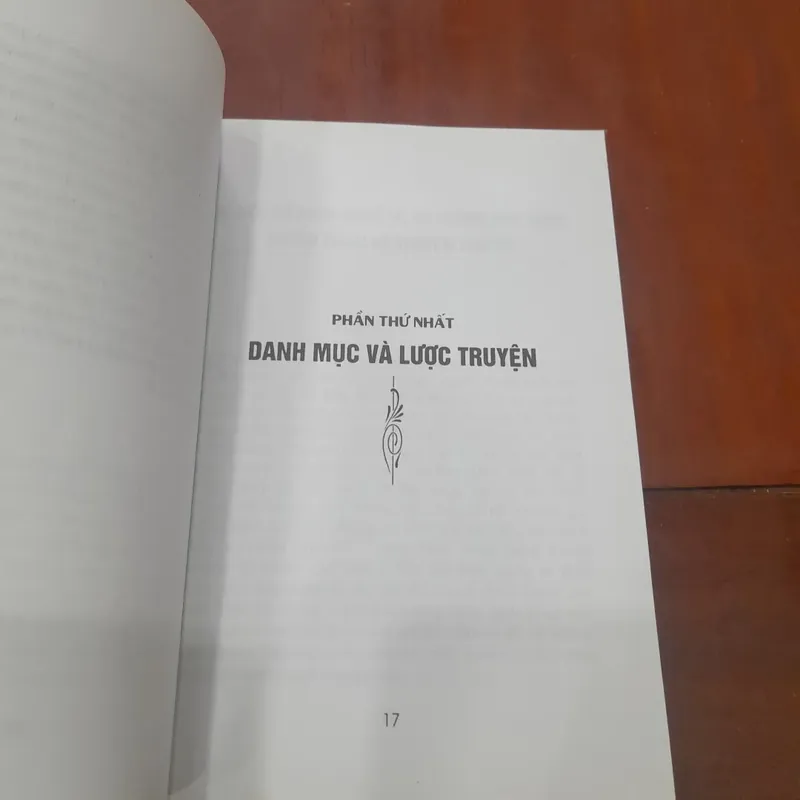 PHẦN THỨ NHẤT
DANH MỤC VÀ LƯỢC TRUYỆN
17